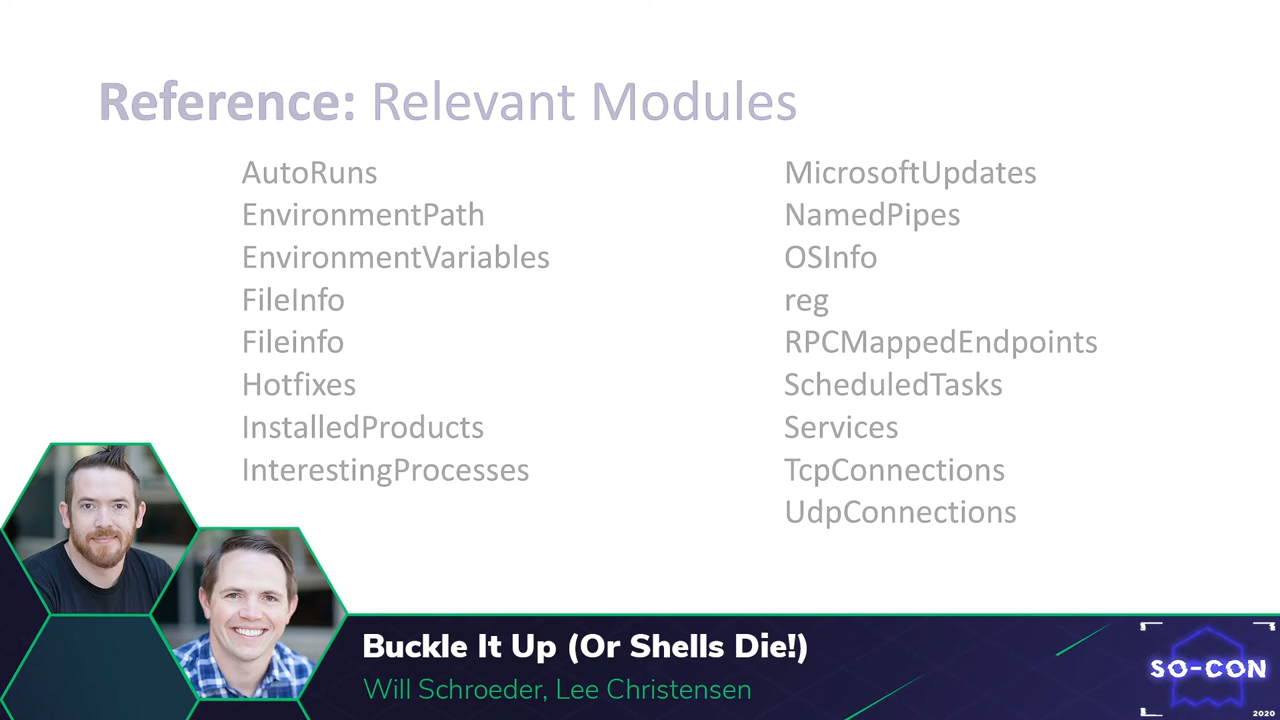 Reference: Relevant Modules
AutoRuns
EnvironmentPath
EnvironmentVariables
FileInfo
Fileinfo
Hotfixes
InstalledProducts
InterestingProcesses
MicrosoftUpdates
NamedPipes
OSInfo
reg
RPCMappedEndpoints
ScheduledTasks
Services
TcpConnections
UdpConnections
Buckle It Up (Or Shells Die!)
Will Schroeder, Lee Christensen
SO-CON
2020